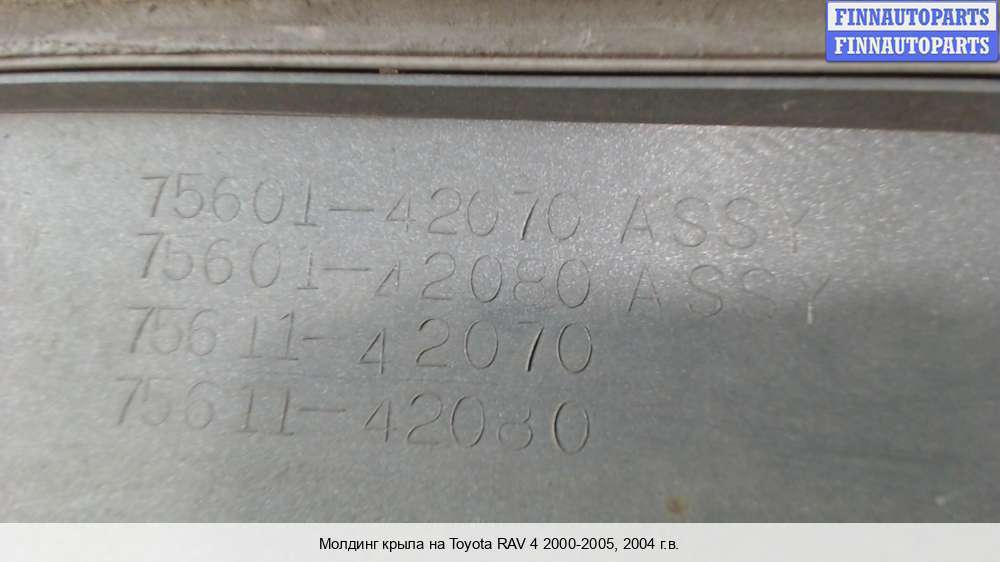 FINNAUTOPARTS
FINNAUTOPARTS
75601-42070 ASSY
75601-42080 ASSY
75611-42070
75611-42080
Молдинг крыла на Toyota RAV 4 2000-2005, 2004 г.в.